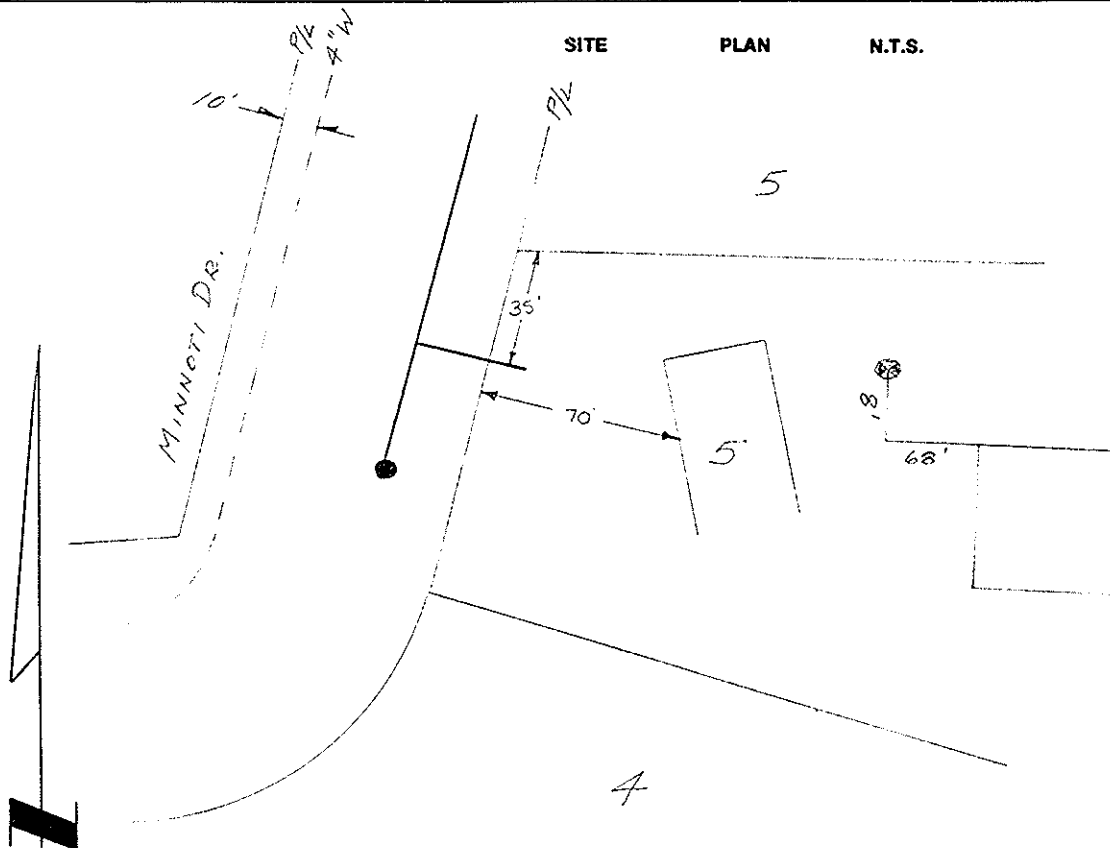 SITE PLAN N.T.S.
P/L
4"W
10'
P/L
5
MINNOTI DR.
35'
70'
5
8'
68'
4